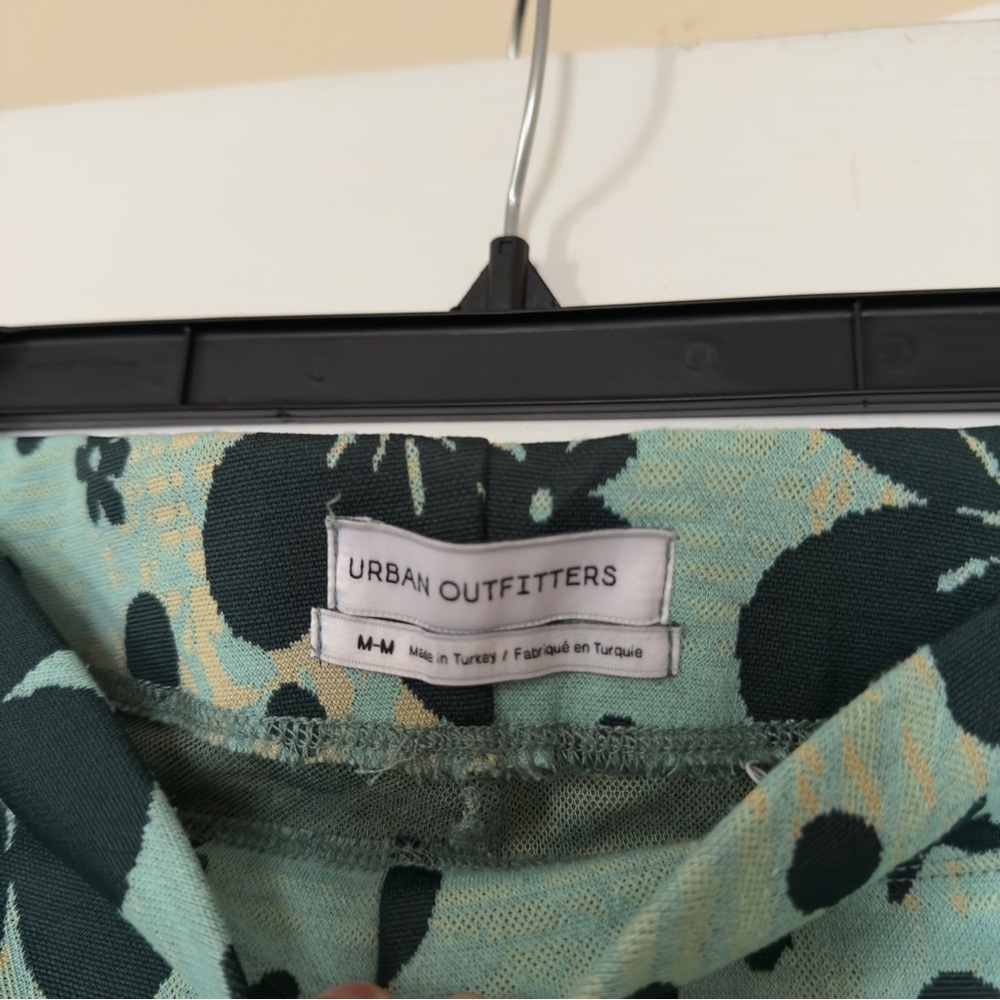 URBAN OUTFITTERS
M-M Made in Turkey / Fabriqué en Turquie